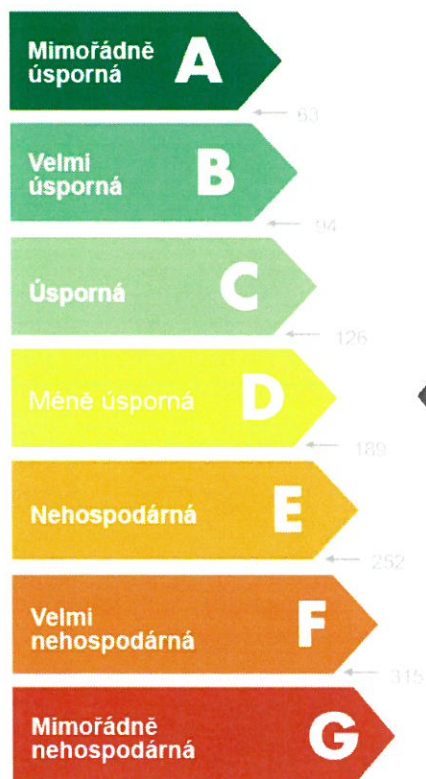 Mimořádně
úsporná
A
63
Velmi
úsporná
B
94
Úsporná
C
126
Méně úsporná
D
189
Nehospodárná
E
252
Velmi
nehospodárná
F
315
Mimořádně
nehospodárná
G